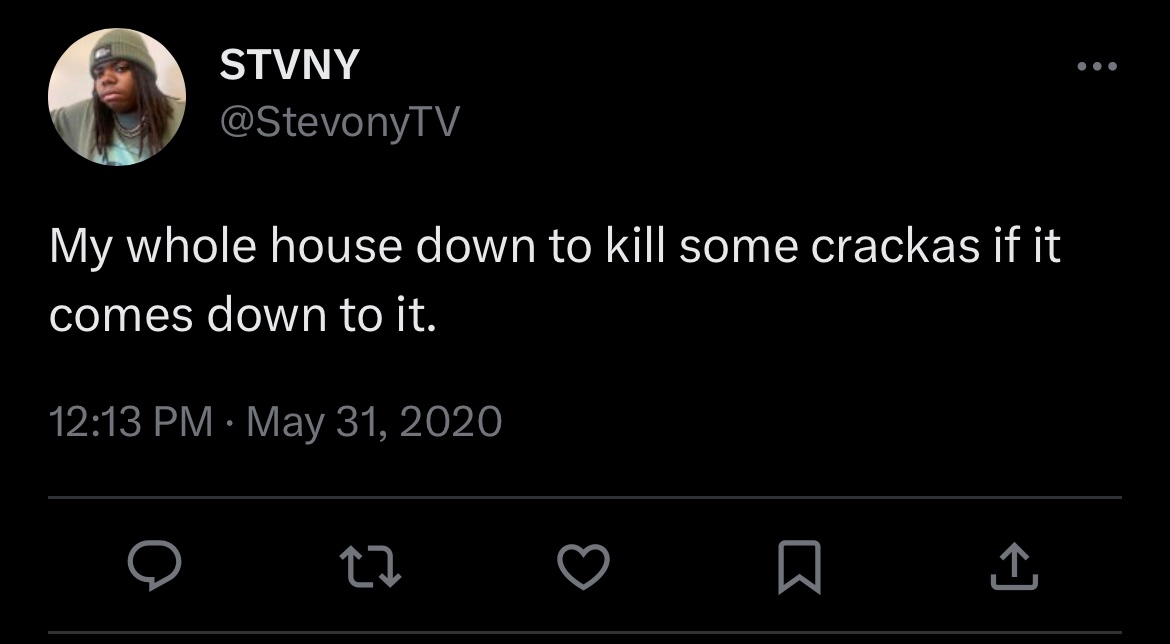 STVNY
@StevonyTV
My whole house down to kill some crackas if it
comes down to it.
12:13 PM · May 31, 2020